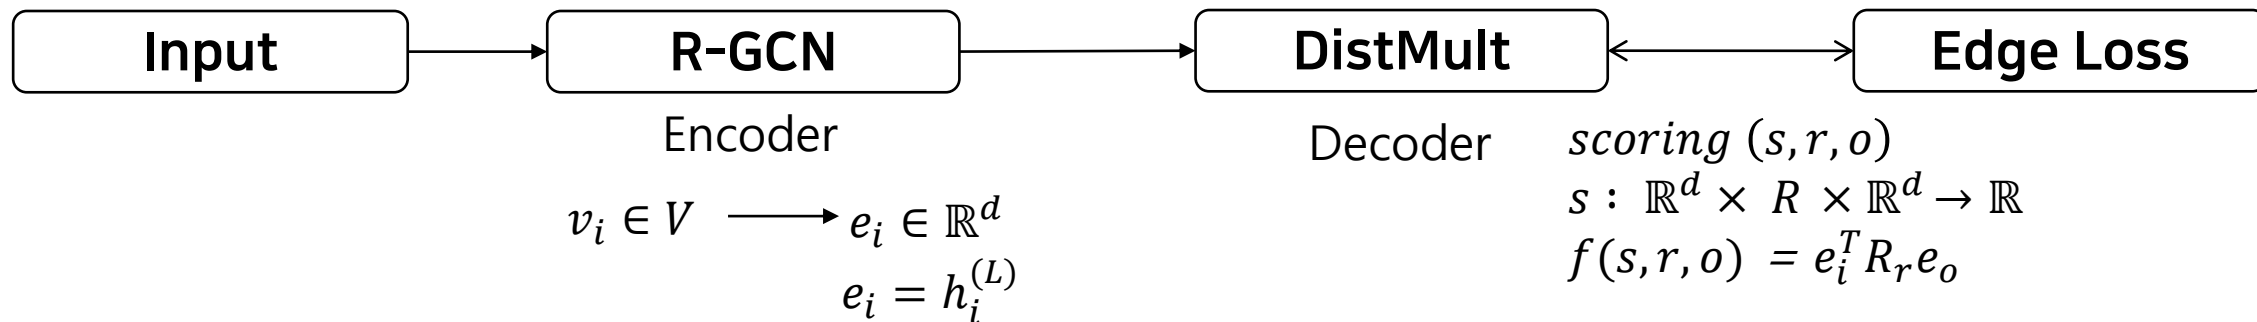 Input
R-GCN
DistMult
Edge Loss
Encoder
Decoder
v_i ∈ V ⟶ e_i ∈ ℝ^d
e_i = h_i^{(L)}
scoring (s, r, o)
s : ℝ^d × R × ℝ^d → ℝ
f(s, r, o) = e_i^T R_r e_o